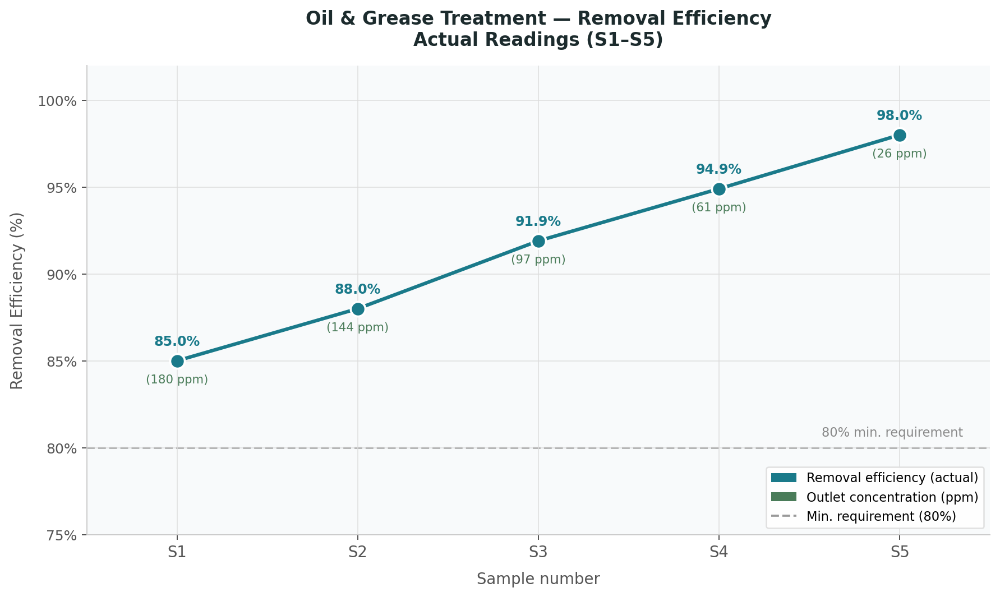 Oil & Grease Treatment — Removal Efficiency
Actual Readings (S1–S5)
Removal Efficiency (%)
100%
95%
90%
85%
80%
75%
85.0%
(180 ppm)
88.0%
(144 ppm)
91.9%
(97 ppm)
94.9%
(61 ppm)
98.0%
(26 ppm)
80% min. requirement
Removal efficiency (actual)
Outlet concentration (ppm)
Min. requirement (80%)
S1 S2 S3 S4 S5
Sample number